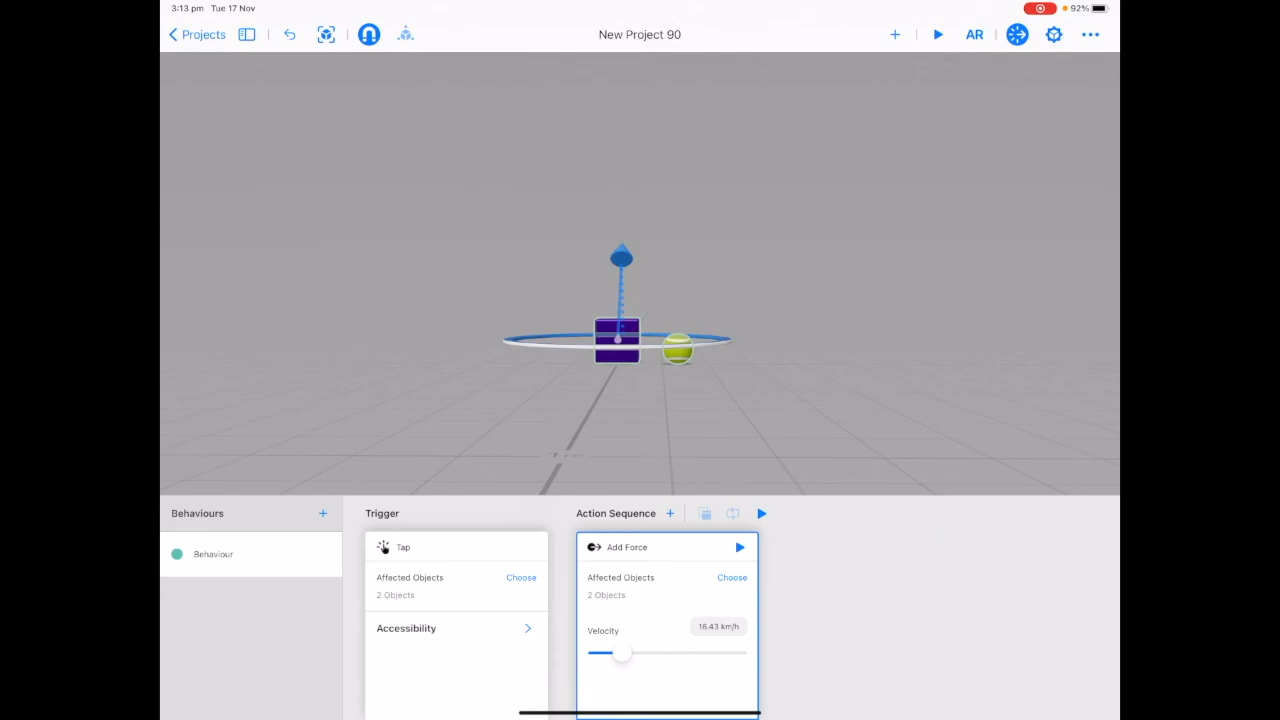 3:13 pm Tue 17 Nov
92%
Projects
New Project 90
AR
Behaviours
Trigger
Action Sequence
Behaviour
Tap
Affected Objects Choose
2 Objects
Accessibility
Add Force
Affected Objects Choose
2 Objects
Velocity 16.43 km/h